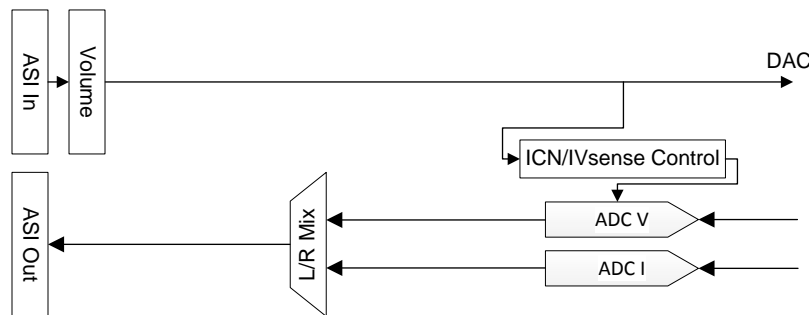 ASI In
Volume
DAC
ICN/IVsense Control
ASI Out
L/R Mix
ADC V
ADC I